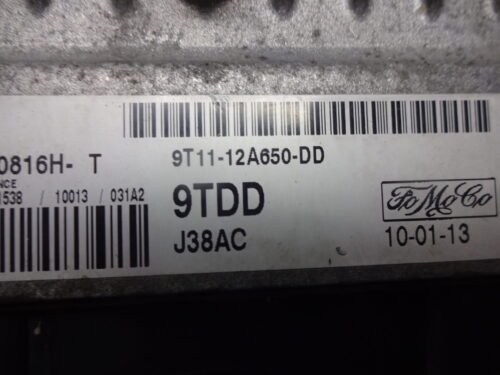 0816H- T
9T11-12A650-DD
NCE
1538 / 10013 / 031A2
9TDD
FoMoCo
J38AC
10-01-13